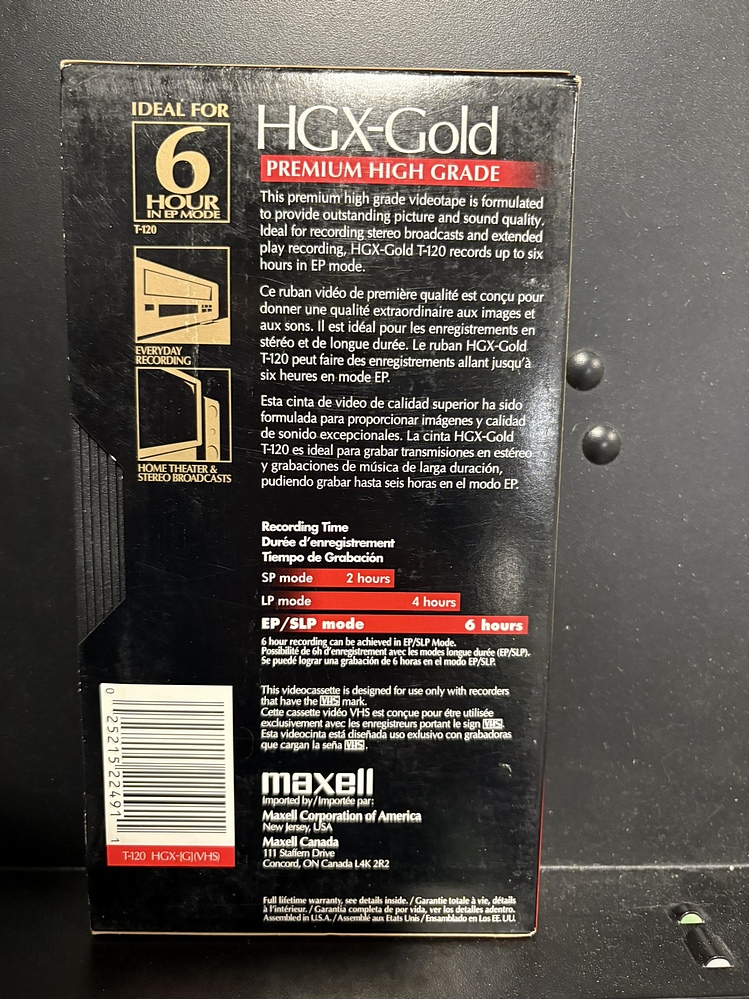 IDEAL FOR
6
HOUR
IN EP MODE
T-120
EVERYDAY
RECORDING
HOME THEATER &
STEREO BROADCASTS
HGX-Gold
PREMIUM HIGH GRADE
This premium high grade videotape is formulated
to provide outstanding picture and sound quality.
Ideal for recording stereo broadcasts and extended
play recording, HGX-Gold T-120 records up to six
hours in EP mode.
Ce ruban vidéo de première qualité est conçu pour
donner une qualité extraordinaire aux images et
aux sons. Il est idéal pour les enregistrements en
stéréo et de longue durée. Le ruban HGX-Gold
T-120 peut faire des enregistrements allant jusqu'à
six heures en mode EP.
Esta cinta de video de calidad superior ha sido
formulada para proporcionar imágenes y calidad
de sonido excepcionales. La cinta HGX-Gold
T-120 es ideal para grabar transmisiones en estéreo
y grabaciones de música de larga duración,
pudiendo grabar hasta seis horas en el modo EP.
Recording Time
Durée d'enregistrement
Tiempo de Grabación
SP mode 2 hours
LP mode 4 hours
EP/SLP mode 6 hours
6 hour recording can be achieved in EP/SLP Mode.
Possibilité de 6h d'enregistrement avec les modes longue durée (EP/SLP).
Se puedé lograr una grabación de 6 horas en el modo EP/SLP.
This videocassette is designed for use only with recorders
that have the VHS mark.
Cette cassette vidéo VHS est conçue pour étre utilisée
exclusivement avec les enregistreurs portant le sign VHS.
Esta videocinta está diseñada uso exlusivo con grabadoras
que cargan la seña VHS.
maxell
Imported by/Importée par:
Maxell Corporation of America
New Jersey, USA
Maxell Canada
111 Staffern Drive
Concord, ON Canada L4K 2R2
Full lifetime warranty, see details inside. / Garantie totale à vie, détails
à l'intérieur. / Garantia completa de por vida, ver los detalles adentro.
Assembled in U.S.A. / Assemblé aux Etats Unis / Ensamblado en Los EE. UU.
0 25215 22491 1
T-120 HGX-[G](VHS)